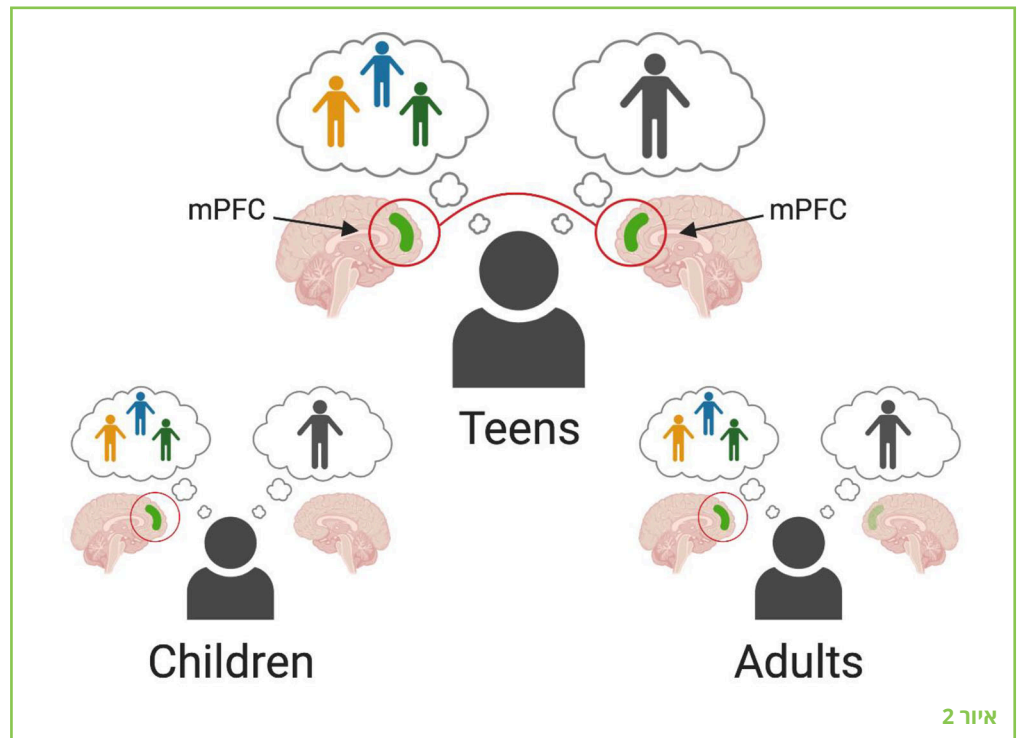 mPFC
mPFC
Teens
Children
Adults
איור 2